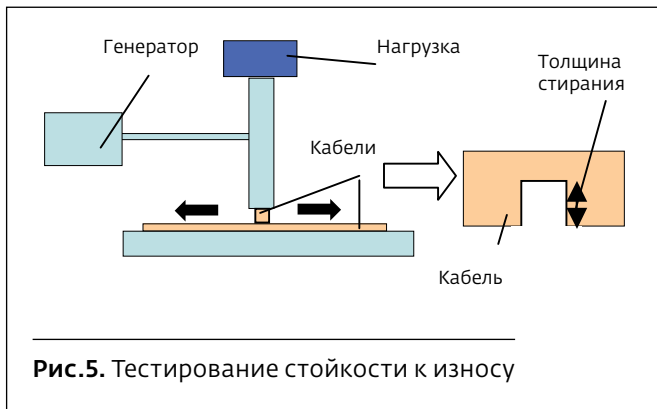 Генератор
Нагрузка
Толщина
стирания
Кабели
Кабель
Рис.5. Тестирование стойкости к износу